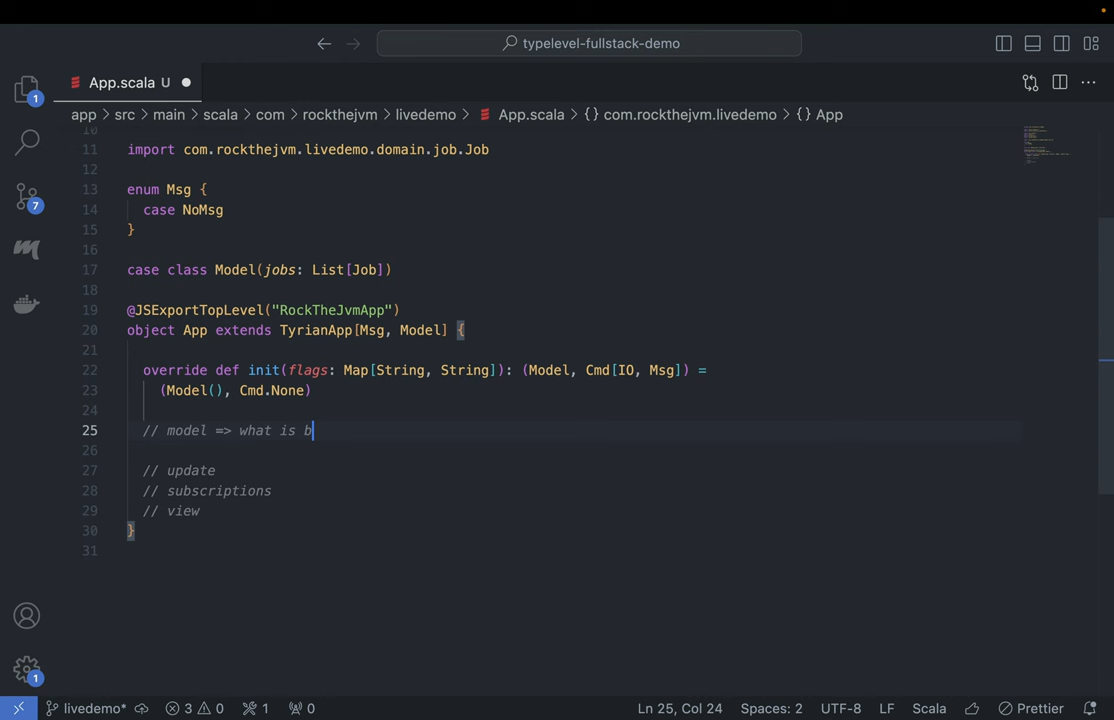 typelevel-fullstack-demo
App.scala U
app > src > main > scala > com > rockthejvm > livedemo > App.scala > {} com.rockthejvm.livedemo > {} App
1
7
1
10
11 import com.rockthejvm.livedemo.domain.job.Job
12
13 enum Msg {
14 case NoMsg
15 }
16
17 case class Model(jobs: List[Job])
18
19 @JSExportTopLevel("RockTheJvmApp")
20 object App extends TyrianApp[Msg, Model] {
21
22 override def init(flags: Map[String, String]): (Model, Cmd[IO, Msg]) =
23 (Model(), Cmd.None)
24
25 // model => what is b
26
27 // update
28 // subscriptions
29 // view
30 }
31
livedemo* 3 0 1 0 Ln 25, Col 24 Spaces: 2 UTF-8 LF Scala Prettier